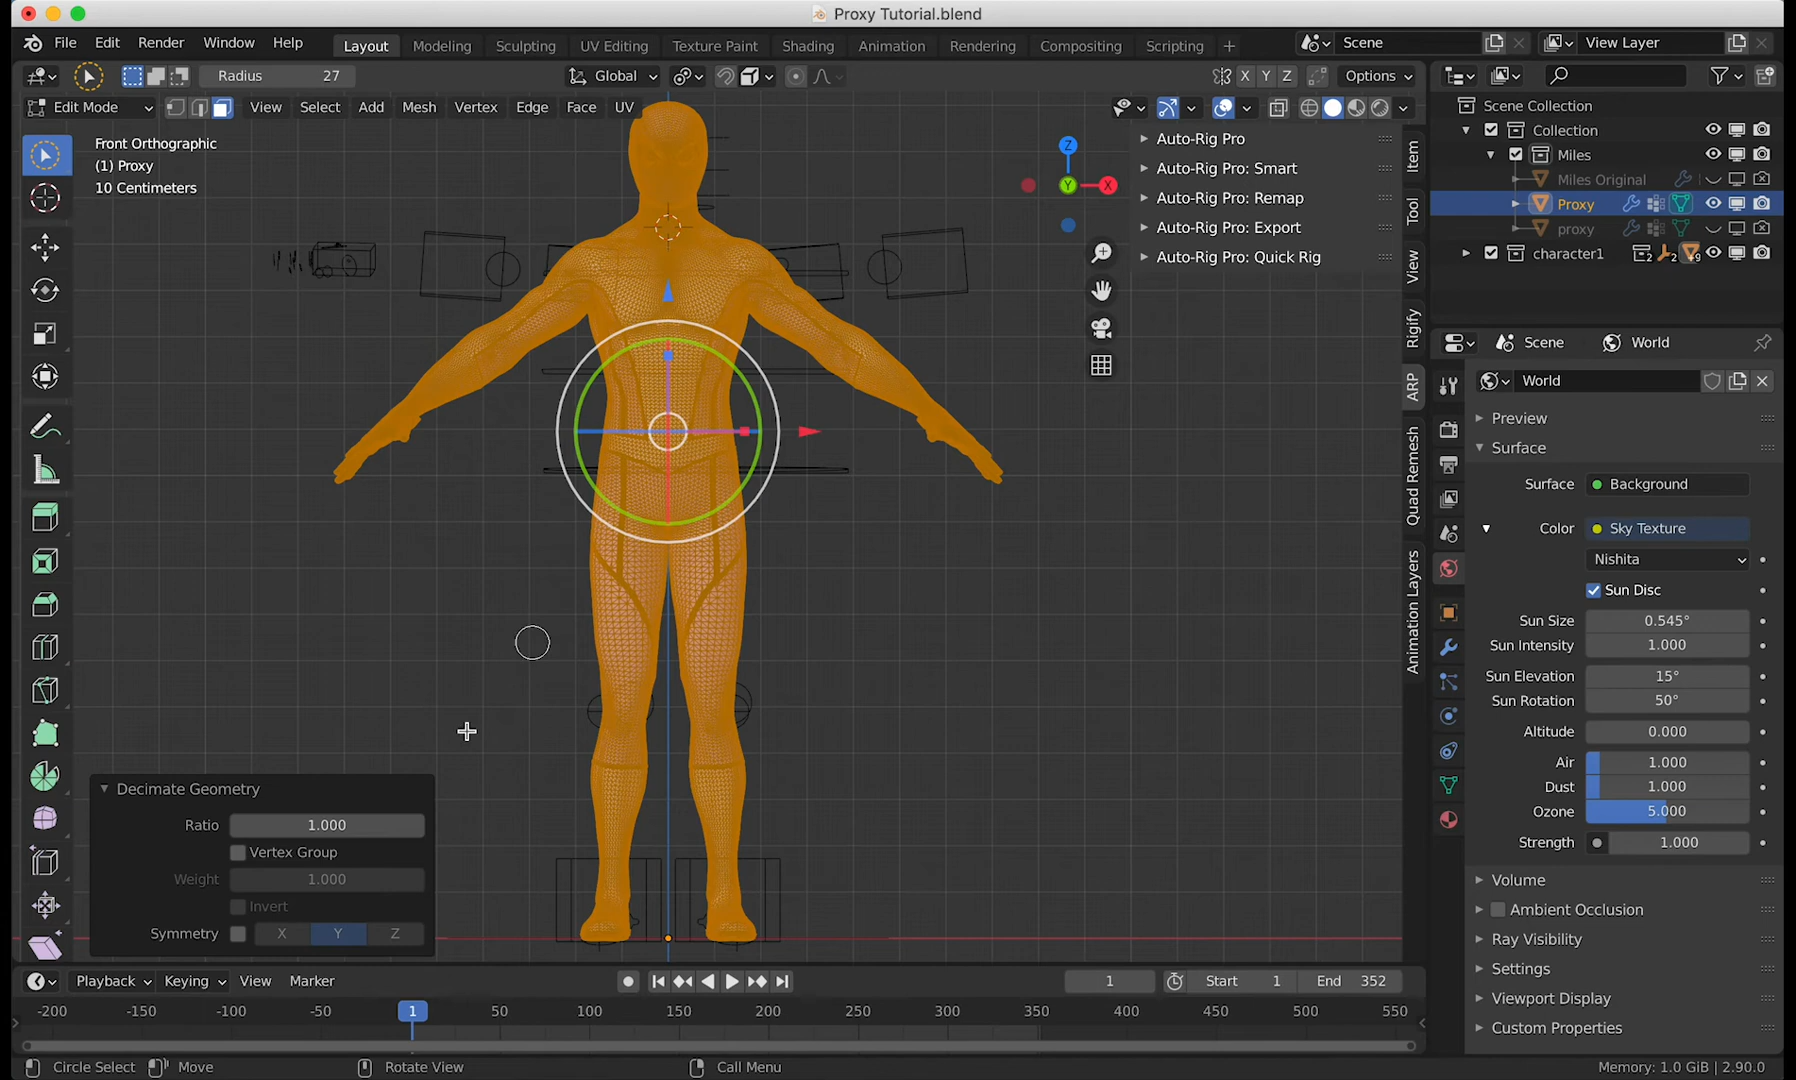 Proxy Tutorial.blend
File Edit Render Window Help Layout Modeling Sculpting UV Editing Texture Paint Shading Animation Rendering Compositing Scripting + Scene View Layer
Radius 27 Global X Y Z Options
Edit Mode View Select Add Mesh Vertex Edge Face UV
Front Orthographic
(1) Proxy
10 Centimeters
Z
X
Y
Auto-Rig Pro
Auto-Rig Pro: Smart
Auto-Rig Pro: Remap
Auto-Rig Pro: Export
Auto-Rig Pro: Quick Rig
Item
Tool
View
Rigify
ARP
Quad Remesh
Animation Layers
Scene Collection
Collection
Miles
Miles Original
Proxy
proxy
character1 2 2 9
Scene World
World
Preview
Surface
Surface Background
Color Sky Texture
Nishita
Sun Disc
Sun Size 0.545°
Sun Intensity 1.000
Sun Elevation 15°
Sun Rotation 50°
Altitude 0.000
Air 1.000
Dust 1.000
Ozone 5.000
Strength 1.000
Volume
Ambient Occlusion
Ray Visibility
Settings
Viewport Display
Custom Properties
Decimate Geometry
Ratio 1.000
Vertex Group
Weight 1.000
Invert
Symmetry X Y Z
Playback Keying View Marker 1 Start 1 End 352
-200 -150 -100 -50 1 50 100 150 200 250 300 350 400 450 500 550
Circle Select Move Rotate View Call Menu Memory: 1.0 GiB | 2.90.0